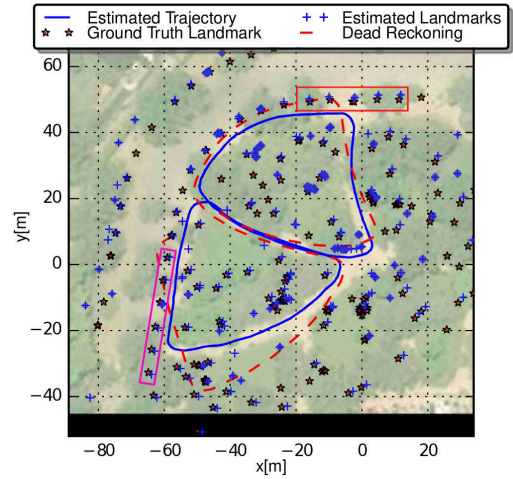 Estimated Trajectory
Estimated Landmarks
Ground Truth Landmark
Dead Reckoning
60
40
20
0
−20
−40
y[m]
−80 −60 −40 −20 0 20
x[m]